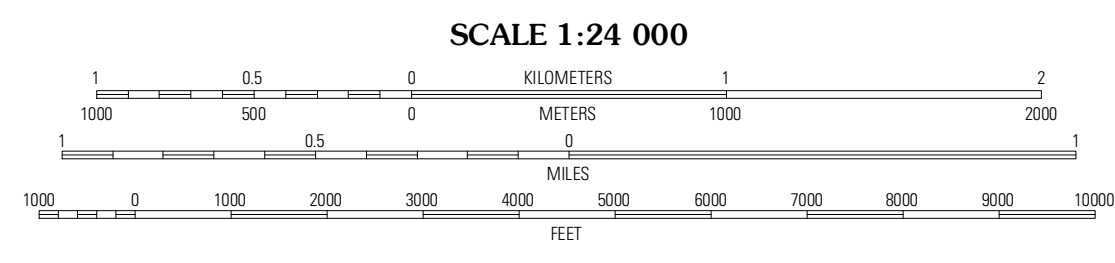 SCALE 1:24 000
1 0.5 0 KILOMETERS 1 2
1000 500 0 METERS 1000 2000
1 0.5 0 1
MILES
1000 0 1000 2000 3000 4000 5000 6000 7000 8000 9000 10000
FEET